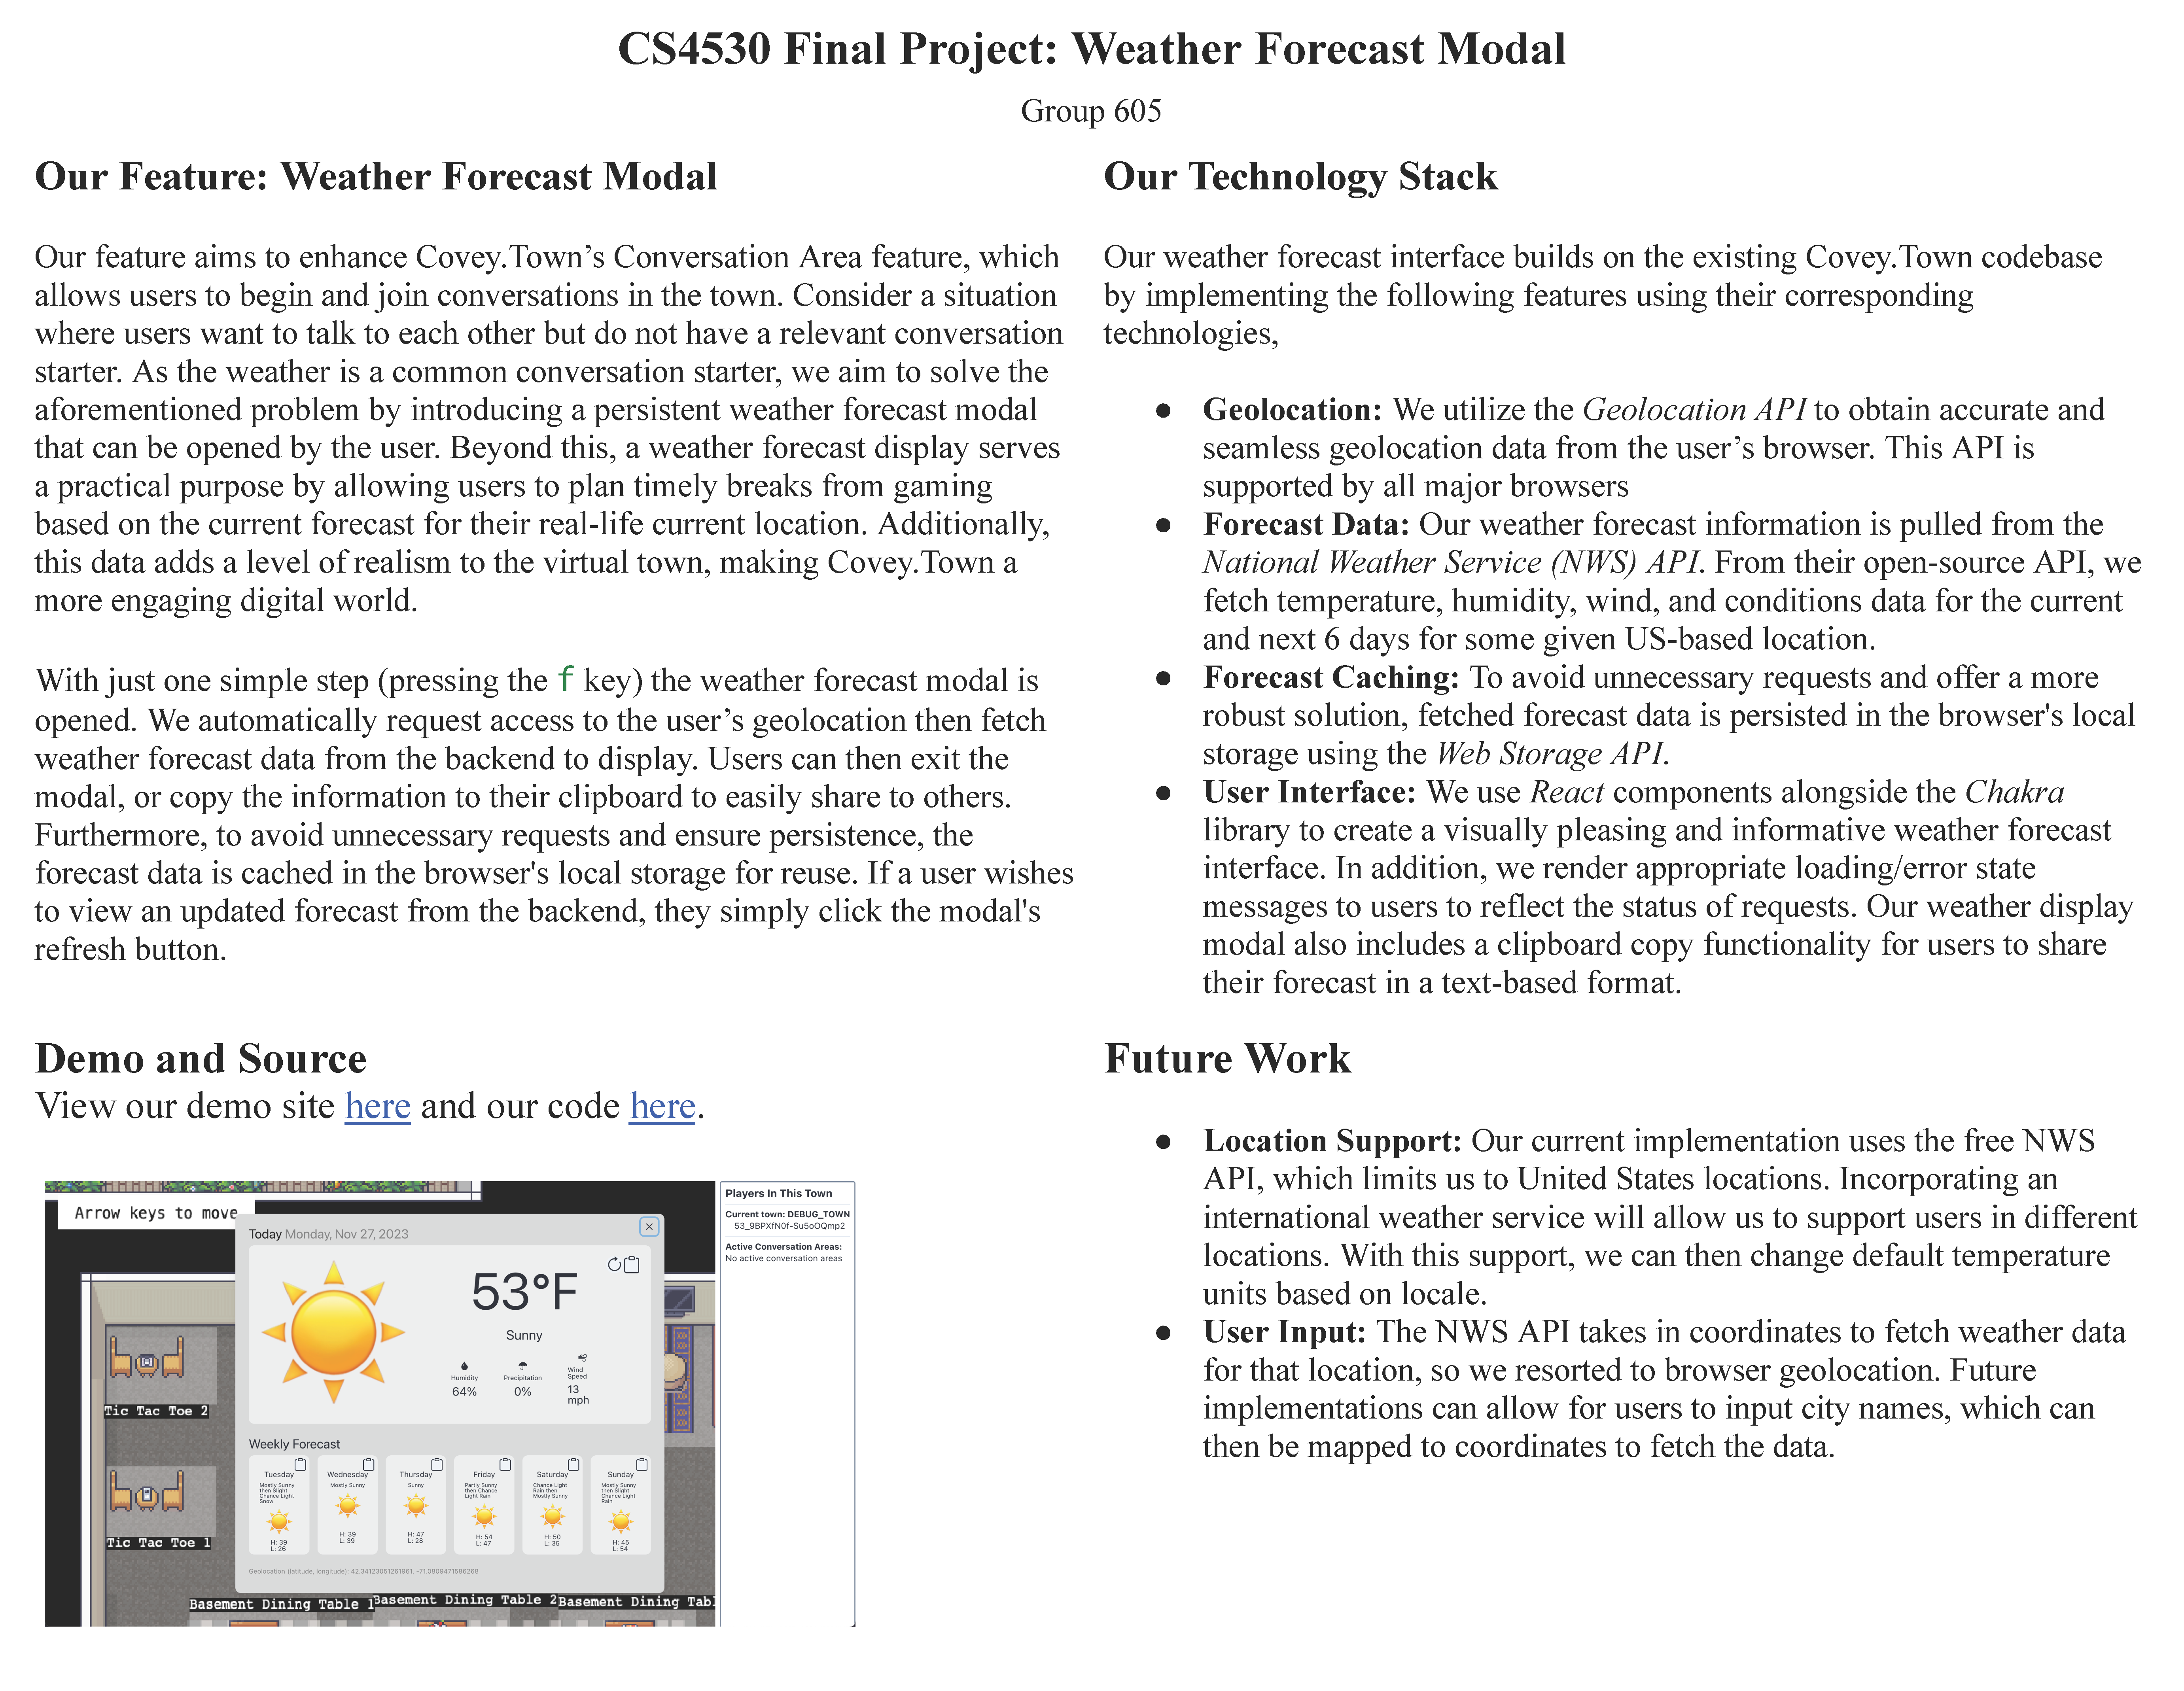 CS4530 Final Project: Weather Forecast Modal
Group 605
Our Feature: Weather Forecast Modal
Our feature aims to enhance Covey.Town’s Conversation Area feature, which
allows users to begin and join conversations in the town. Consider a situation
where users want to talk to each other but do not have a relevant conversation
starter. As the weather is a common conversation starter, we aim to solve the
aforementioned problem by introducing a persistent weather forecast modal
that can be opened by the user. Beyond this, a weather forecast display serves
a practical purpose by allowing users to plan timely breaks from gaming
based on the current forecast for their real-life current location. Additionally,
this data adds a level of realism to the virtual town, making Covey.Town a
more engaging digital world.
With just one simple step (pressing the f key) the weather forecast modal is
opened. We automatically request access to the user’s geolocation then fetch
weather forecast data from the backend to display. Users can then exit the
modal, or copy the information to their clipboard to easily share to others.
Furthermore, to avoid unnecessary requests and ensure persistence, the
forecast data is cached in the browser's local storage for reuse. If a user wishes
to view an updated forecast from the backend, they simply click the modal's
refresh button.
Demo and Source
View our demo site here and our code here.
Arrow keys to move
Today Monday, Nov 27, 2023
53°F
Sunny
Humidity
64%
Precipitation
0%
Wind
Speed
13
mph
Weekly Forecast
Tuesday
Mostly Sunny
then Slight
Chance Light
Snow
H: 39
L: 26
Wednesday
Mostly Sunny
H: 39
L: 39
Thursday
Sunny
H: 47
L: 28
Friday
Partly Sunny
then Chance
Light Rain
H: 54
L: 47
Saturday
Chance Light
Rain then
Mostly Sunny
H: 50
L: 35
Sunday
Mostly Sunny
then Slight
Chance Light
Rain
H: 45
L: 54
Geolocation (latitude, longitude): 42.34123051261961, -71.0809471586268
Tic Tac Toe 2
Tic Tac Toe 1
Basement Dining Table 1
Basement Dining Table 2
Basement Dining Tabl
Players In This Town
Current town: DEBUG_TOWN
53_9BPXfN0f-Su5oOQmp2
Active Conversation Areas:
No active conversation areas
Our Technology Stack
Our weather forecast interface builds on the existing Covey.Town codebase
by implementing the following features using their corresponding
technologies,
● Geolocation: We utilize the Geolocation API to obtain accurate and
seamless geolocation data from the user’s browser. This API is
supported by all major browsers
● Forecast Data: Our weather forecast information is pulled from the
National Weather Service (NWS) API. From their open-source API, we
fetch temperature, humidity, wind, and conditions data for the current
and next 6 days for some given US-based location.
● Forecast Caching: To avoid unnecessary requests and offer a more
robust solution, fetched forecast data is persisted in the browser's local
storage using the Web Storage API.
● User Interface: We use React components alongside the Chakra
library to create a visually pleasing and informative weather forecast
interface. In addition, we render appropriate loading/error state
messages to users to reflect the status of requests. Our weather display
modal also includes a clipboard copy functionality for users to share
their forecast in a text-based format.
Future Work
● Location Support: Our current implementation uses the free NWS
API, which limits us to United States locations. Incorporating an
international weather service will allow us to support users in different
locations. With this support, we can then change default temperature
units based on locale.
● User Input: The NWS API takes in coordinates to fetch weather data
for that location, so we resorted to browser geolocation. Future
implementations can allow for users to input city names, which can
then be mapped to coordinates to fetch the data.